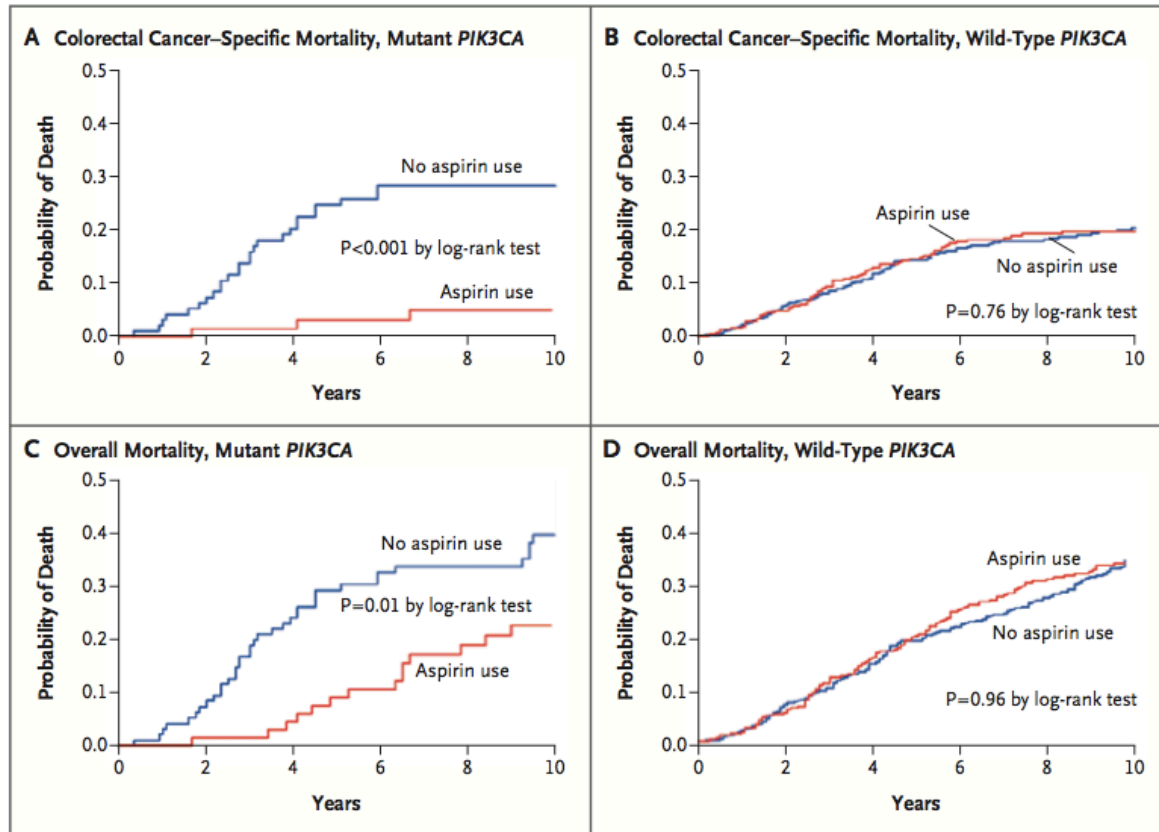 A Colorectal Cancer–Specific Mortality, Mutant PIK3CA
0.5
0.4
0.3
0.2
0.1
0.0
Probability of Death
No aspirin use
P<0.001 by log-rank test
Aspirin use
0 2 4 6 8 10
Years
B Colorectal Cancer–Specific Mortality, Wild-Type PIK3CA
0.5
0.4
0.3
0.2
0.1
0.0
Probability of Death
Aspirin use
No aspirin use
P=0.76 by log-rank test
0 2 4 6 8 10
Years
C Overall Mortality, Mutant PIK3CA
0.5
0.4
0.3
0.2
0.1
0.0
Probability of Death
No aspirin use
P=0.01 by log-rank test
Aspirin use
0 2 4 6 8 10
Years
D Overall Mortality, Wild-Type PIK3CA
0.5
0.4
0.3
0.2
0.1
0.0
Probability of Death
Aspirin use
No aspirin use
P=0.96 by log-rank test
0 2 4 6 8 10
Years